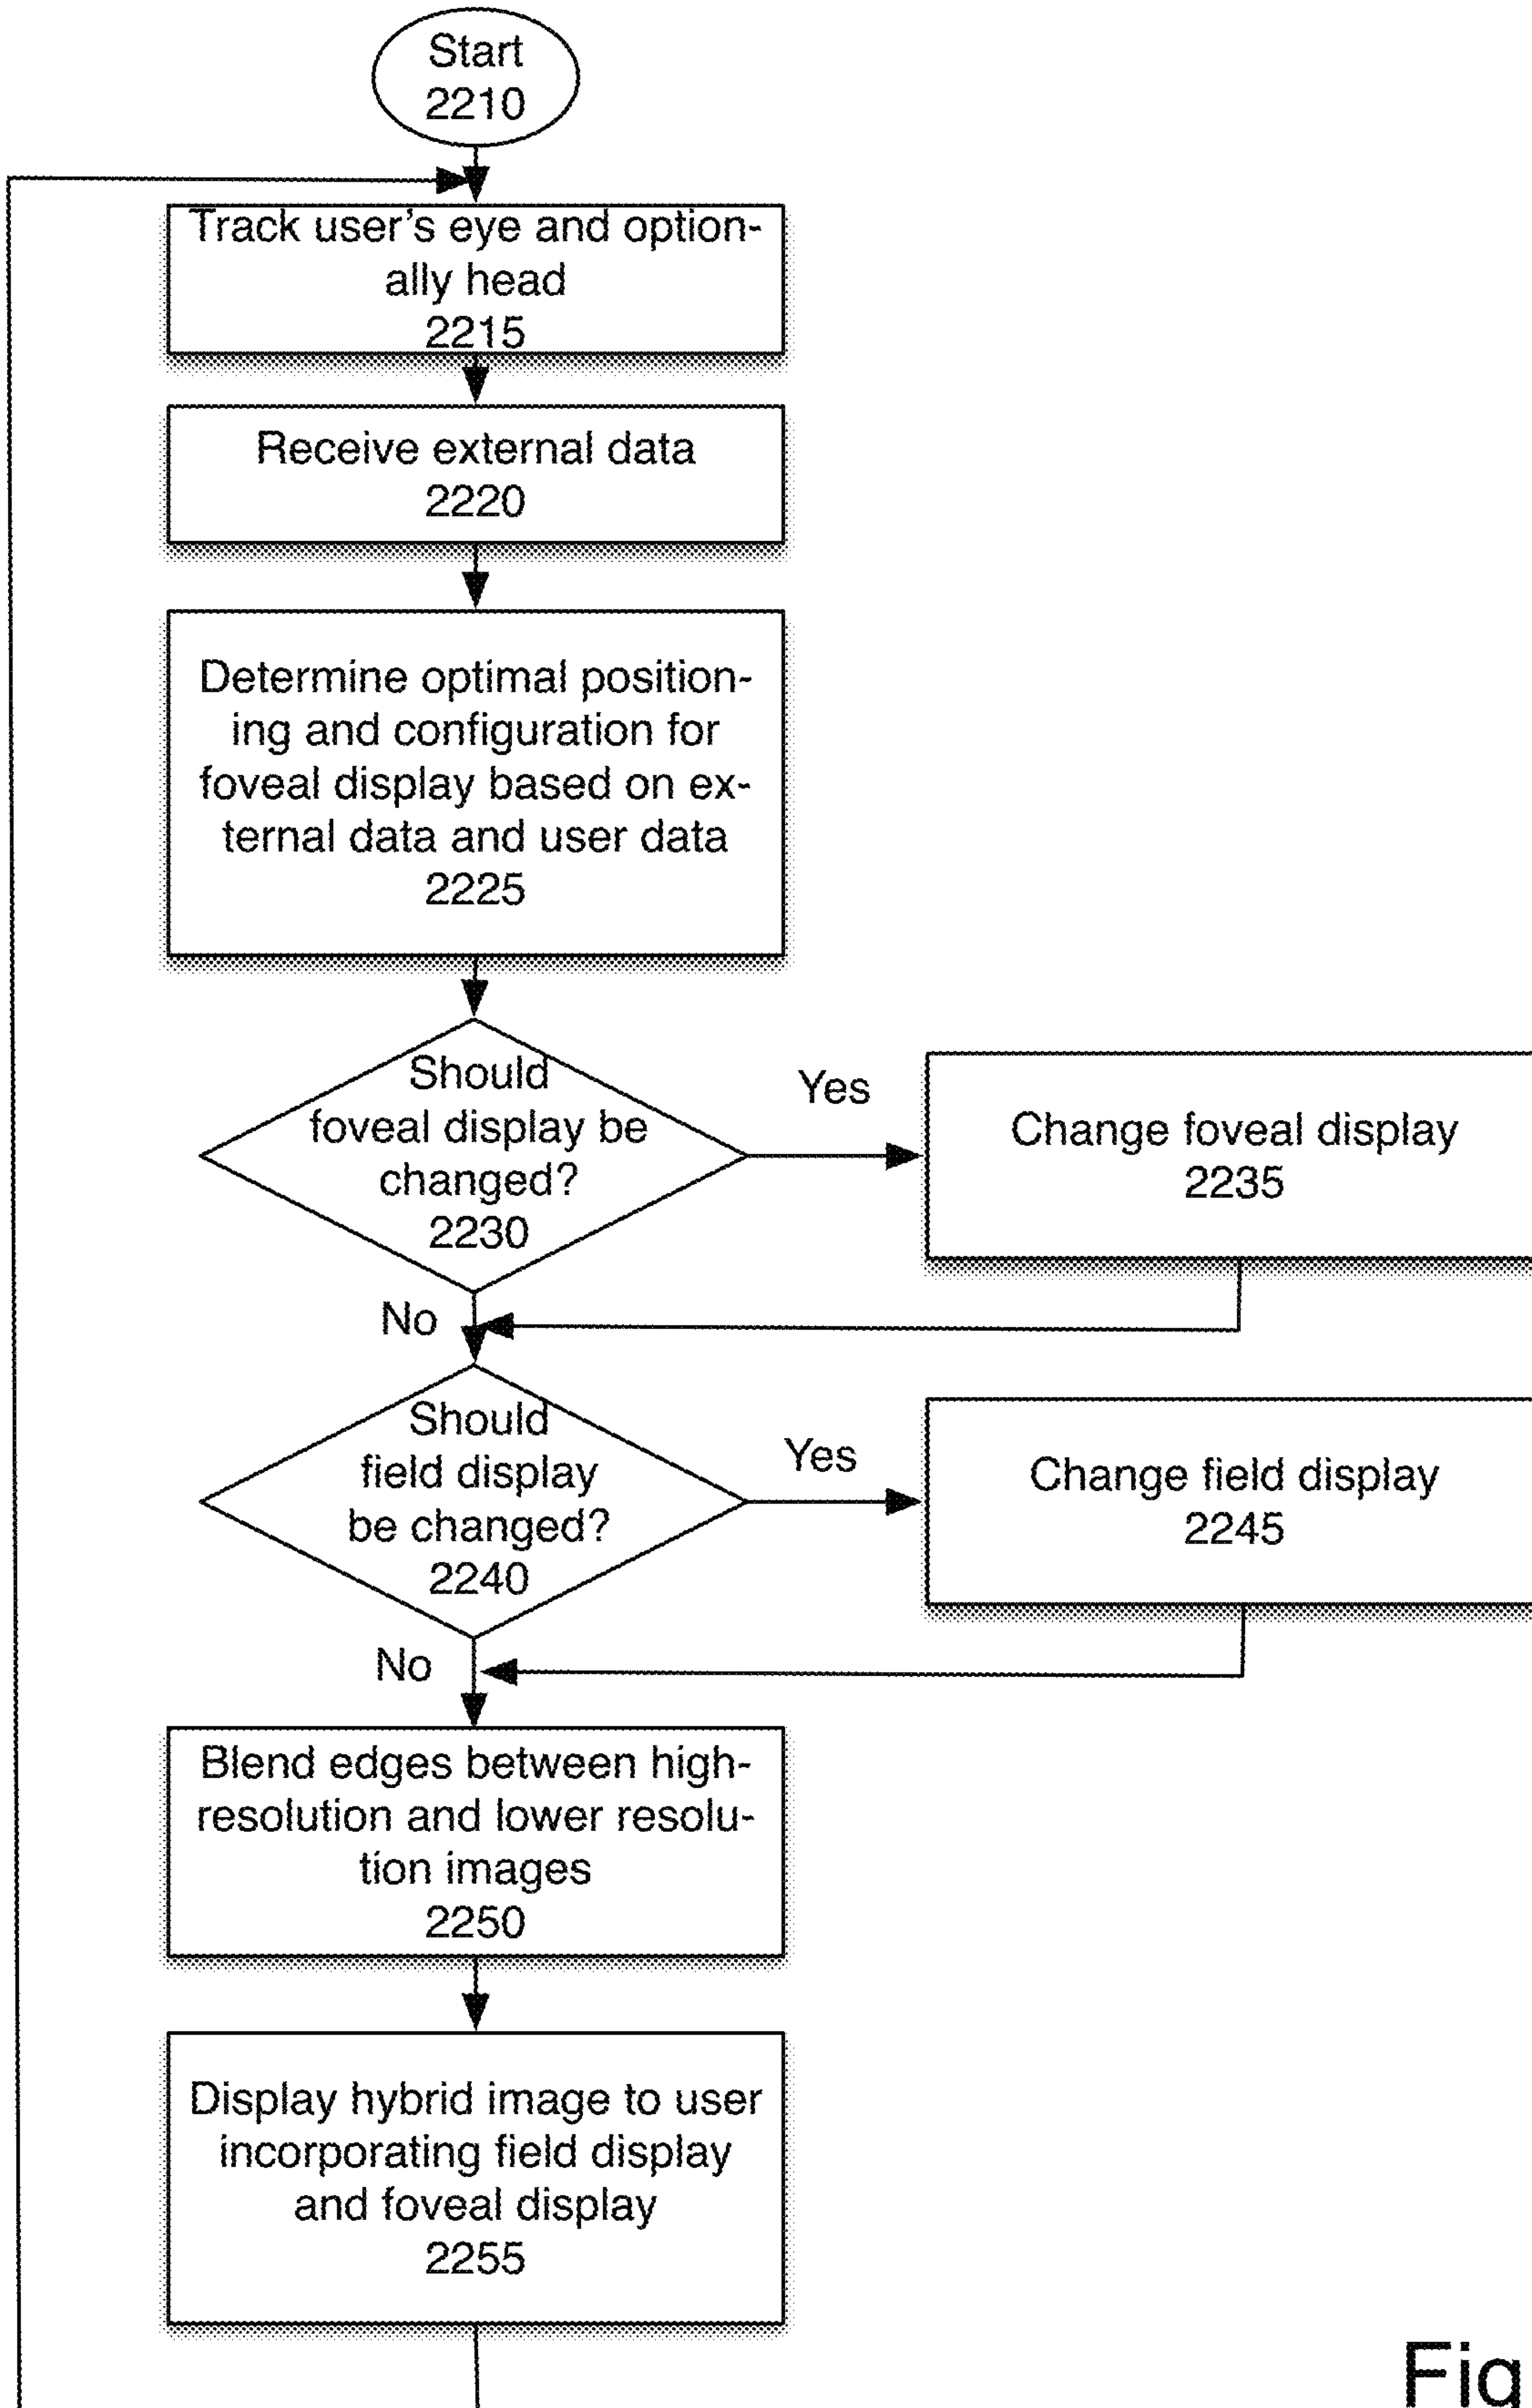 Start
2210
Track user's eye and option-
ally head
2215
Receive external data
2220
Determine optimal position-
ing and configuration for
foveal display based on ex-
ternal data and user data
2225
Should
foveal display be
changed?
2230
Yes
Change foveal display
2235
No
Should
field display
be changed?
2240
Yes
Change field display
2245
No
Blend edges between high-
resolution and lower resolu-
tion images
2250
Display hybrid image to user
incorporating field display
and foveal display
2255
Fig